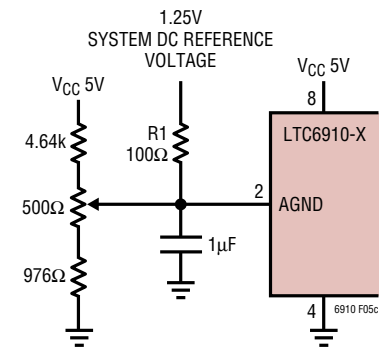 1.25V
SYSTEM DC REFERENCE
VOLTAGE
VCC 5V
VCC 5V
8
LTC6910-X
4.64k
R1
100Ω
2
AGND
500Ω
1µF
976Ω
4
6910 F05c